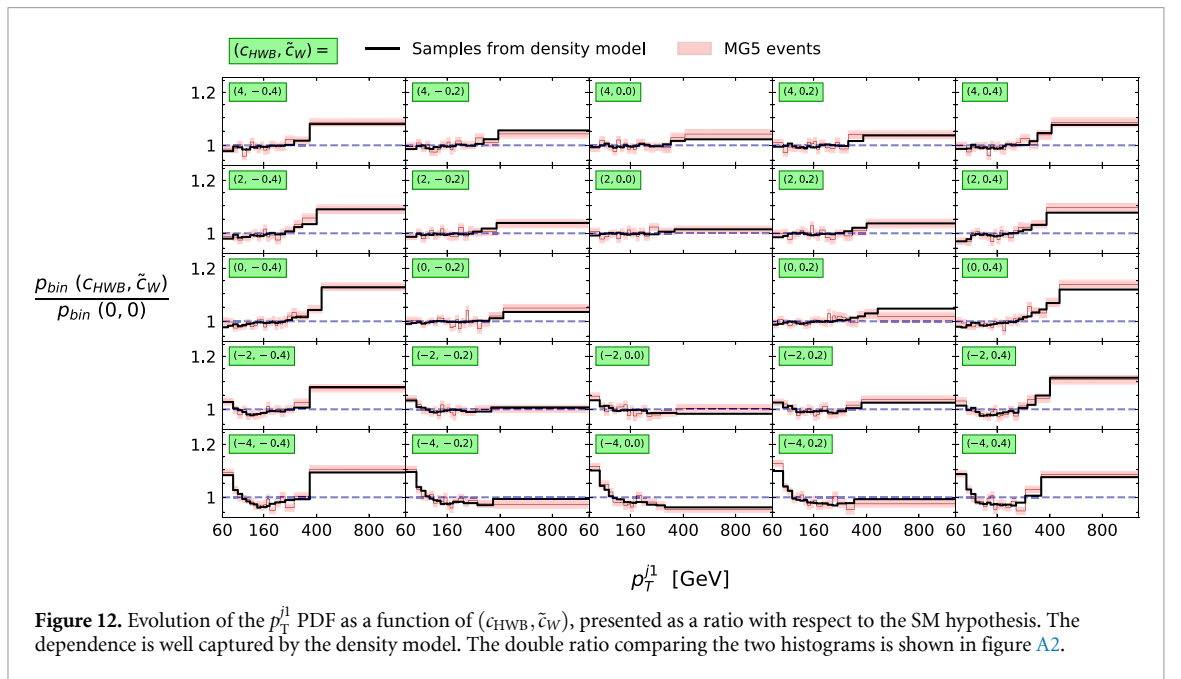 (c_HWB, c̃_W) = Samples from density model MG5 events
1.2 (4, −0.4) (4, −0.2) (4, 0.0) (4, 0.2) (4, 0.4)
1
1.2 (2, −0.4) (2, −0.2) (2, 0.0) (2, 0.2) (2, 0.4)
1
1.2 (0, −0.4) (0, −0.2) (0, 0.2) (0, 0.4)
p_bin (c_HWB, c̃_W)
p_bin (0, 0)
1
1.2 (−2, −0.4) (−2, −0.2) (−2, 0.0) (−2, 0.2) (−2, 0.4)
1
1.2 (−4, −0.4) (−4, −0.2) (−4, 0.0) (−4, 0.2) (−4, 0.4)
1
60 160 400 800 60 160 400 800 60 160 400 800 60 160 400 800 60 160 400 800
p_T^j1 [GeV]
Figure 12. Evolution of the p_T^j1 PDF as a function of (c_HWB, c̃_W), presented as a ratio with respect to the SM hypothesis. The
dependence is well captured by the density model. The double ratio comparing the two histograms is shown in figure A2.